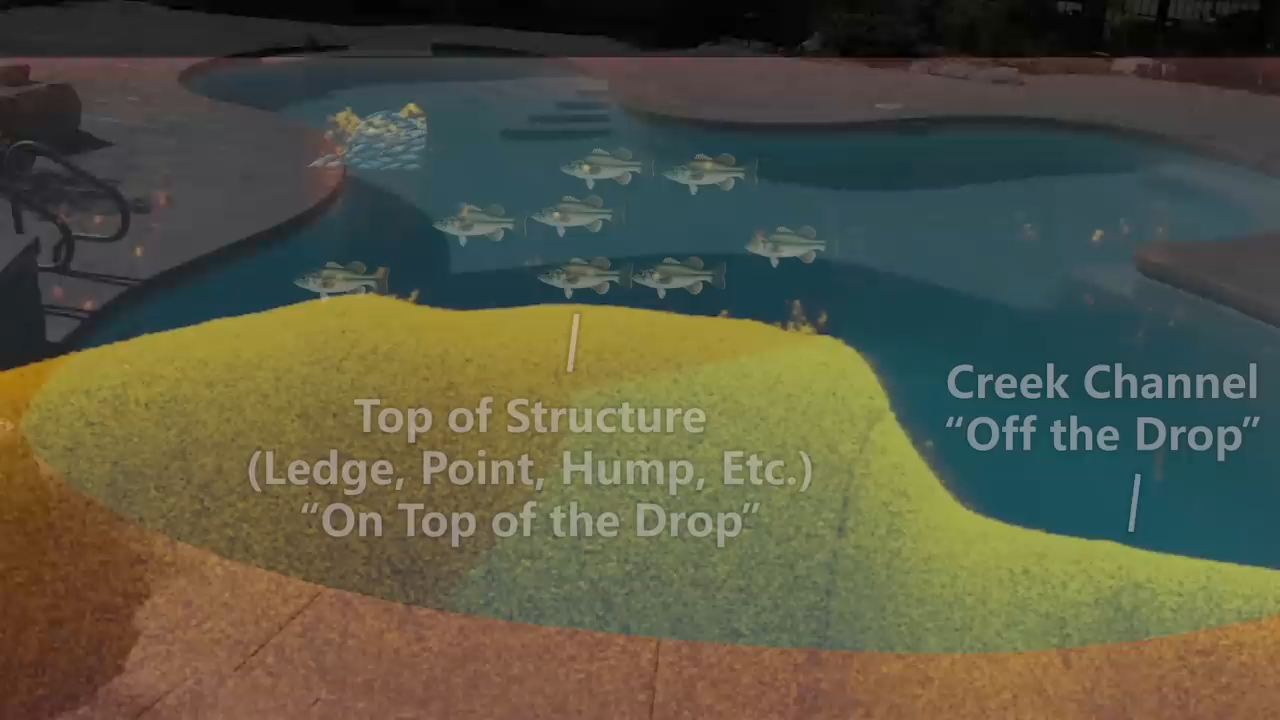 Top of Structure
(Ledge, Point, Hump, Etc.)
“On Top of the Drop”
Creek Channel
“Off the Drop”